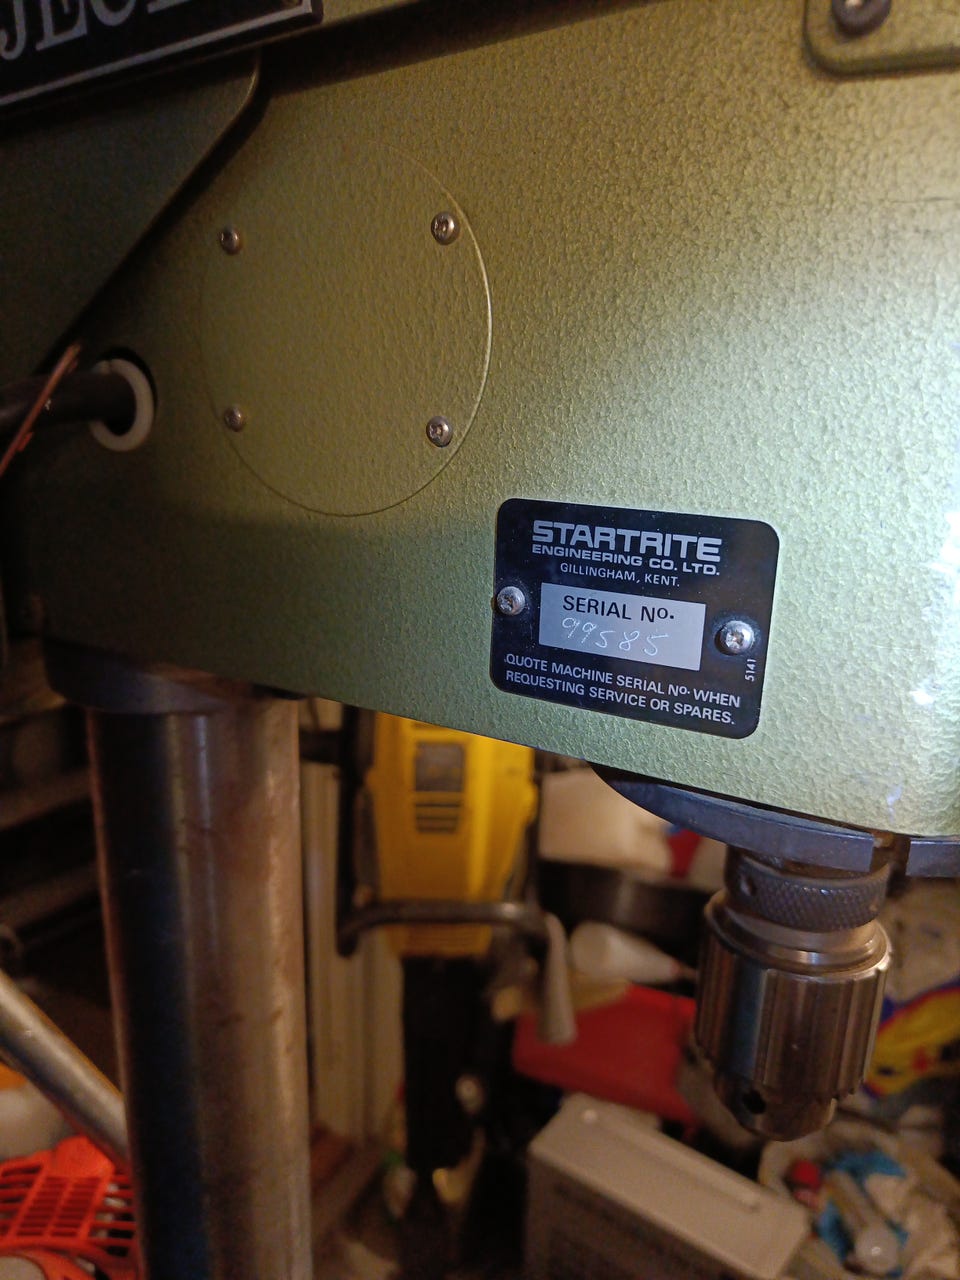 STARTRITE
ENGINEERING CO. LTD.
GILLINGHAM, KENT.
SERIAL No.
99585
QUOTE MACHINE SERIAL No. WHEN
REQUESTING SERVICE OR SPARES.
5141